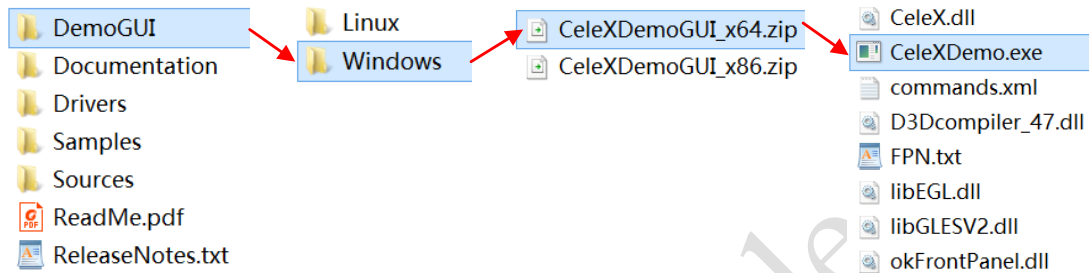 DemoGUI
Documentation
Drivers
Samples
Sources
ReadMe.pdf
ReleaseNotes.txt
Linux
Windows
CeleXDemoGUI_x64.zip
CeleXDemoGUI_x86.zip
CeleX.dll
CeleXDemo.exe
commands.xml
D3Dcompiler_47.dll
FPN.txt
libEGL.dll
libGLESV2.dll
okFrontPanel.dll